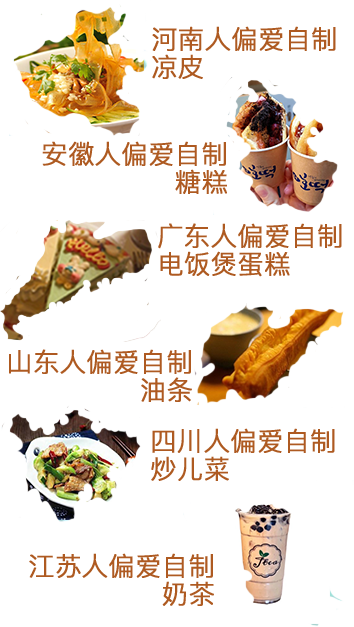 河南人偏爱自制
凉皮
安徽人偏爱自制
糖糕
广东人偏爱自制
电饭煲蛋糕
山东人偏爱自制
油条
四川人偏爱自制
炒儿菜
江苏人偏爱自制
奶茶